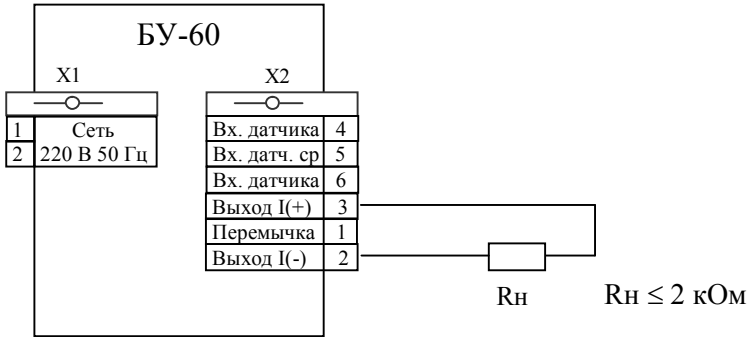 БУ-60
X1
X2
1 Сеть
2 220 В 50 Гц
Вх. датчика 4
Вх. датч. ср 5
Вх. датчика 6
Выход I(+) 3
Перемычка 1
Выход I(-) 2
Rн
Rн ≤ 2 кОм